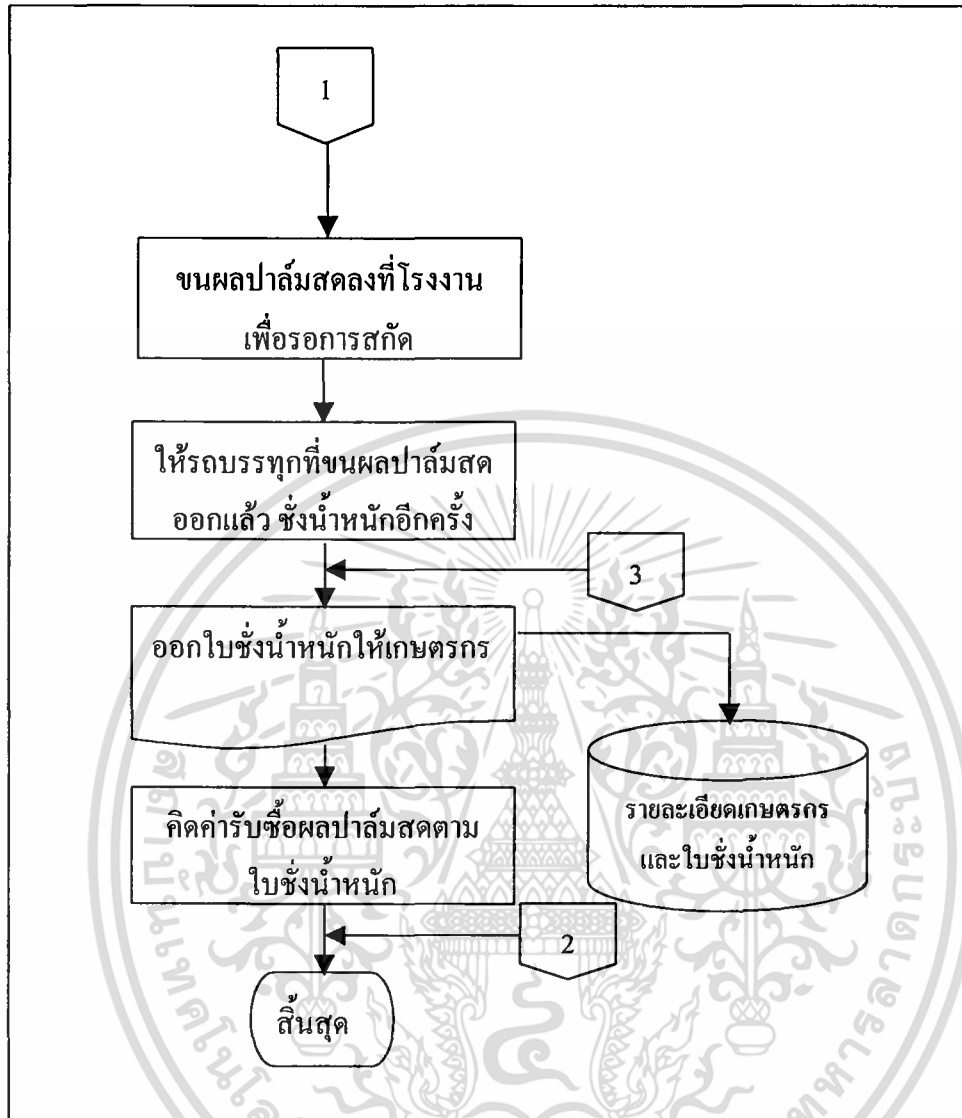 1
ขนผลปาล์มสดลงที่โรงงาน
เพื่อรอการสกัด
ให้รถบรรทุกที่ขนผลปาล์มสด
ออกแล้ว ชั่งน้ำหนักอีกครั้ง
3
ออกใบชั่งน้ำหนักให้เกษตรกร
รายละเอียดเกษตรกร
และใบชั่งน้ำหนัก
คิดค่ารับซื้อผลปาล์มสดตาม
ใบชั่งน้ำหนัก
2
สิ้นสุด